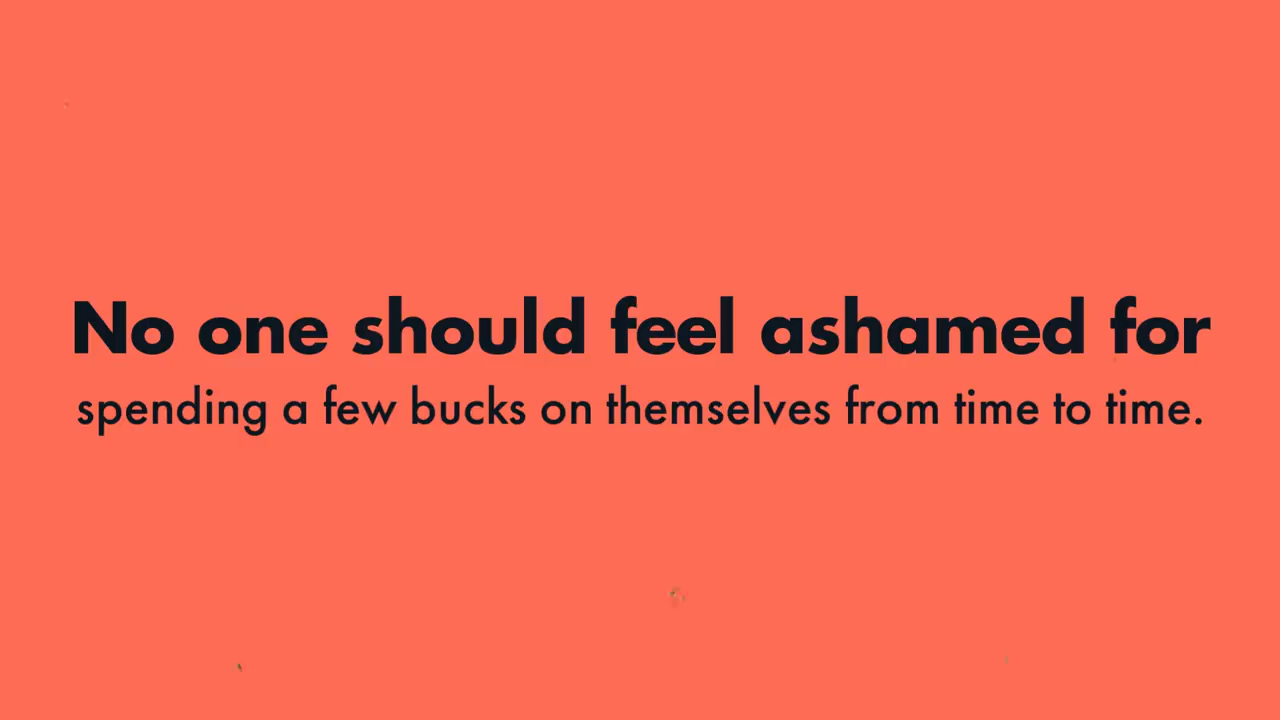 No one should feel ashamed for
spending a few bucks on themselves from time to time.